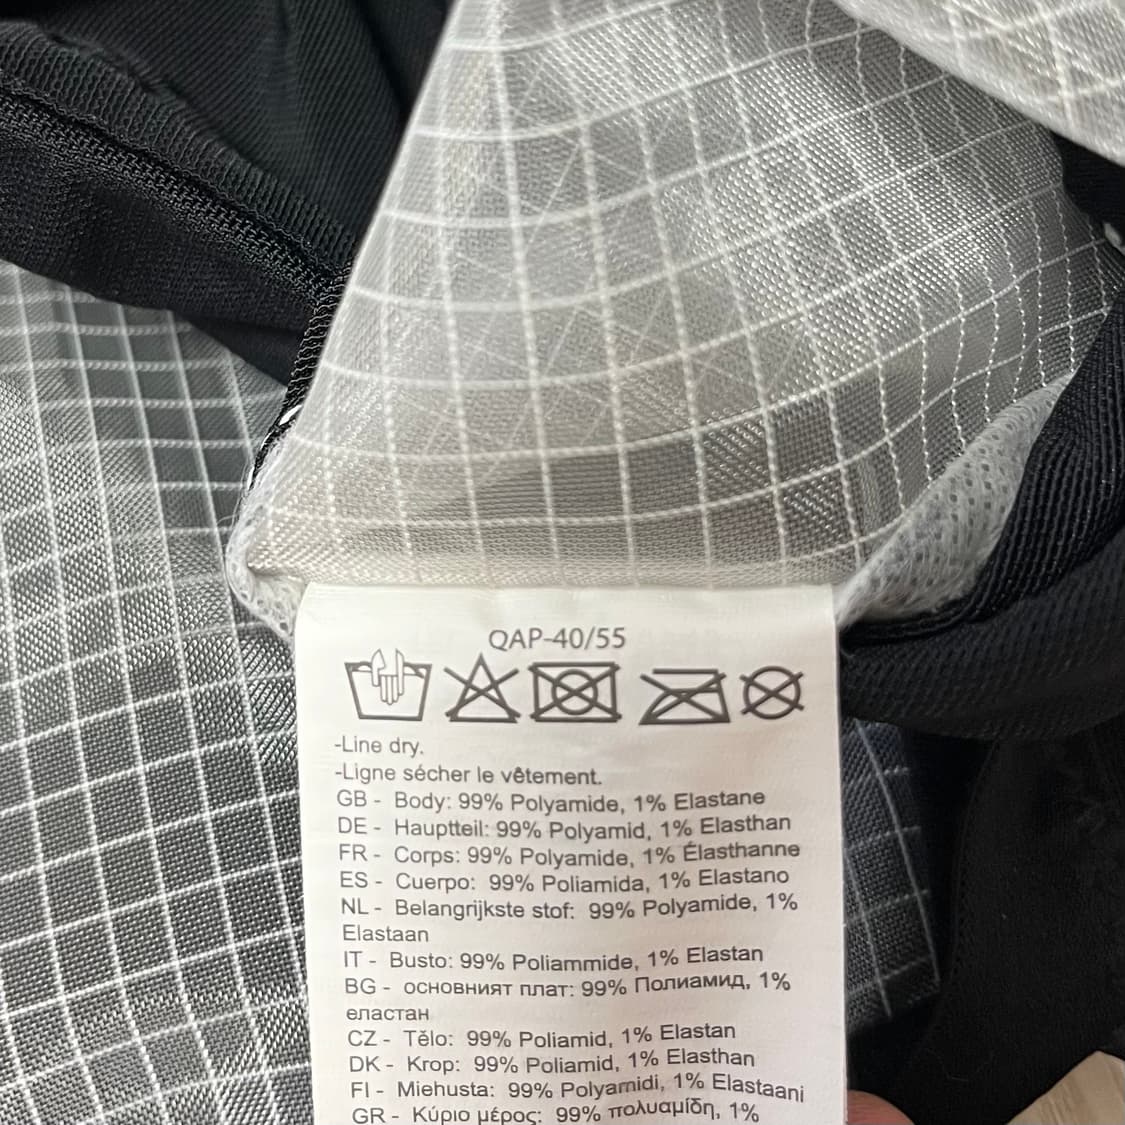 QAP-40/55
-Line dry.
-Ligne sécher le vêtement.
GB - Body: 99% Polyamide, 1% Elastane
DE - Hauptteil: 99% Polyamid, 1% Elasthan
FR - Corps: 99% Polyamide, 1% Élasthanne
ES - Cuerpo: 99% Poliamida, 1% Elastano
NL - Belangrijkste stof: 99% Polyamide, 1%
Elastaan
IT - Busto: 99% Poliammide, 1% Elastan
BG - основният плат: 99% Полиамид, 1%
еластан
CZ - Tělo: 99% Poliamid, 1% Elastan
DK - Krop: 99% Poliamid, 1% Elasthan
FI - Miehusta: 99% Polyamidi, 1% Elastaani
GR - Κύριο μέρος: 99% πολυαμίδη, 1%